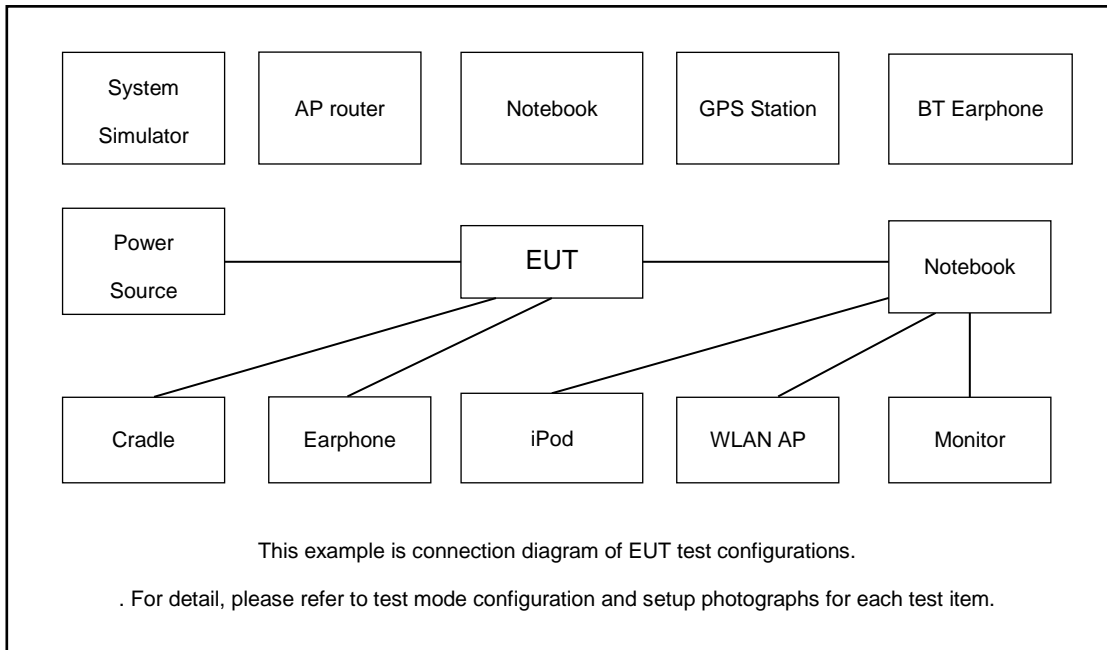 System
Simulator
AP router
Notebook
GPS Station
BT Earphone
Power
Source
EUT
Notebook
Cradle
Earphone
iPod
WLAN AP
Monitor
This example is connection diagram of EUT test configurations.
. For detail, please refer to test mode configuration and setup photographs for each test item.